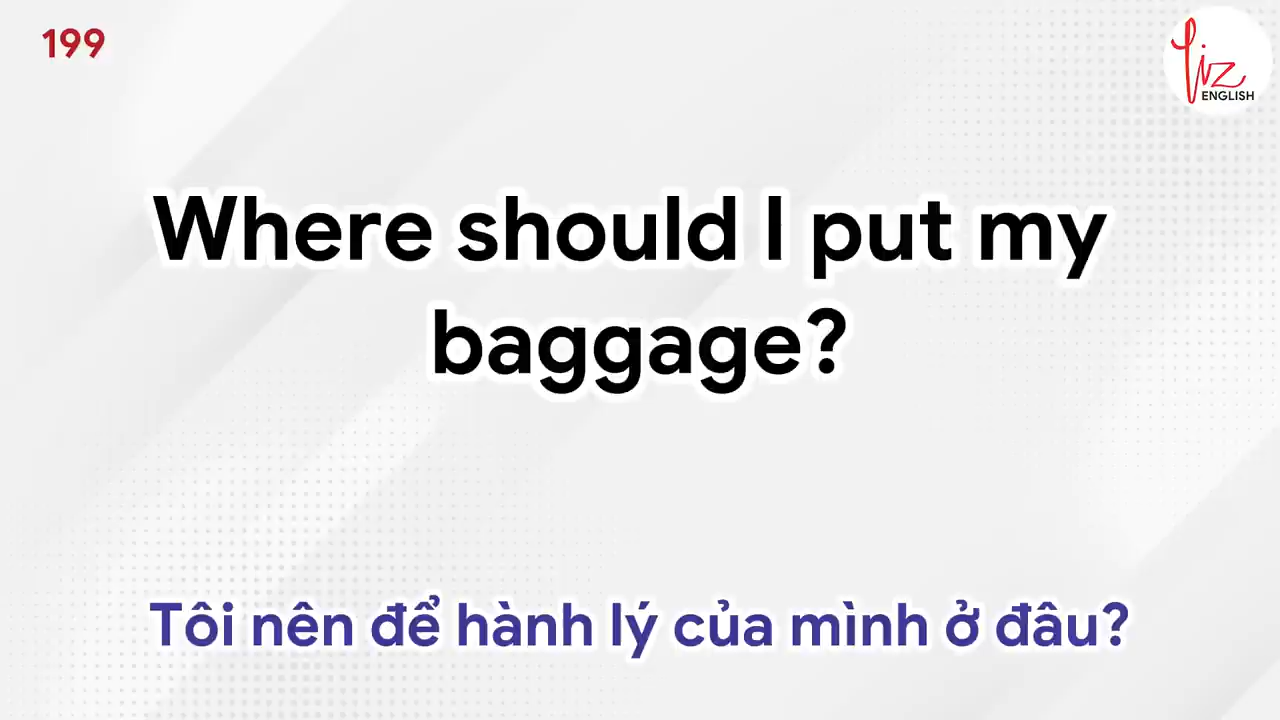 199
Liz
ENGLISH
Where should I put my
baggage?
Tôi nên để hành lý của mình ở đâu?